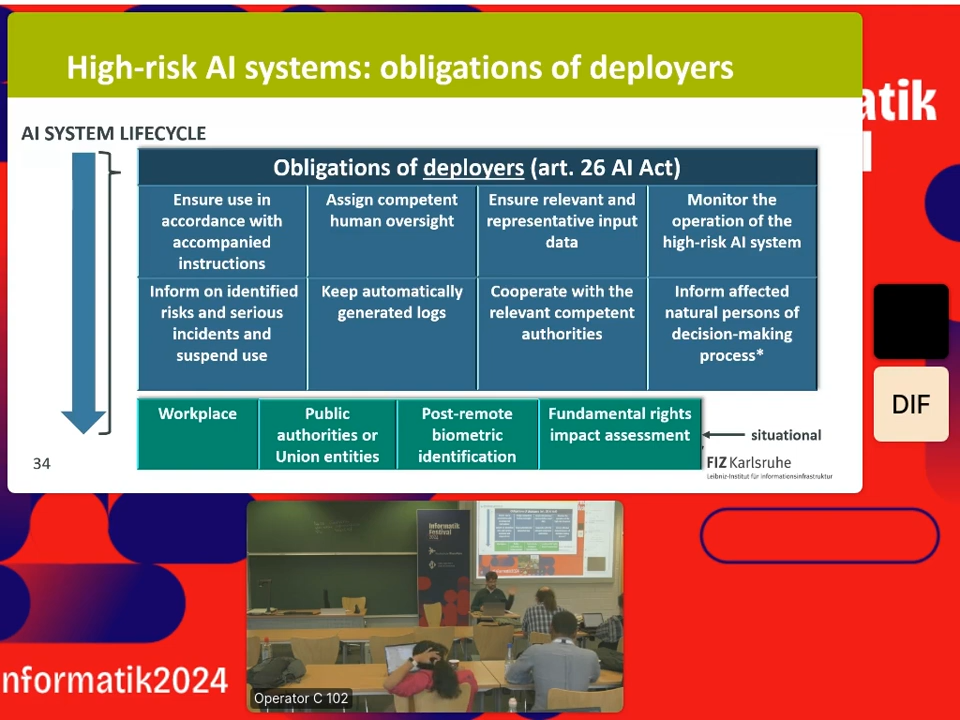 High-risk AI systems: obligations of deployers
AI SYSTEM LIFECYCLE
Obligations of deployers (art. 26 AI Act)
Ensure use in
accordance with
accompanied
instructions
Assign competent
human oversight
Ensure relevant and
representative input
data
Monitor the
operation of the
high-risk AI system
Inform on identified
risks and serious
incidents and
suspend use
Keep automatically
generated logs
Cooperate with the
relevant competent
authorities
Inform affected
natural persons of
decision-making
process*
Workplace
Public
authorities or
Union entities
Post-remote
biometric
identification
Fundamental rights
impact assessment
situational
34
FIZ Karlsruhe
Leibniz-Institut für Informationsinfrastruktur
atik
DIF
informatik
festival
2024
Operator C 102
nformatik2024